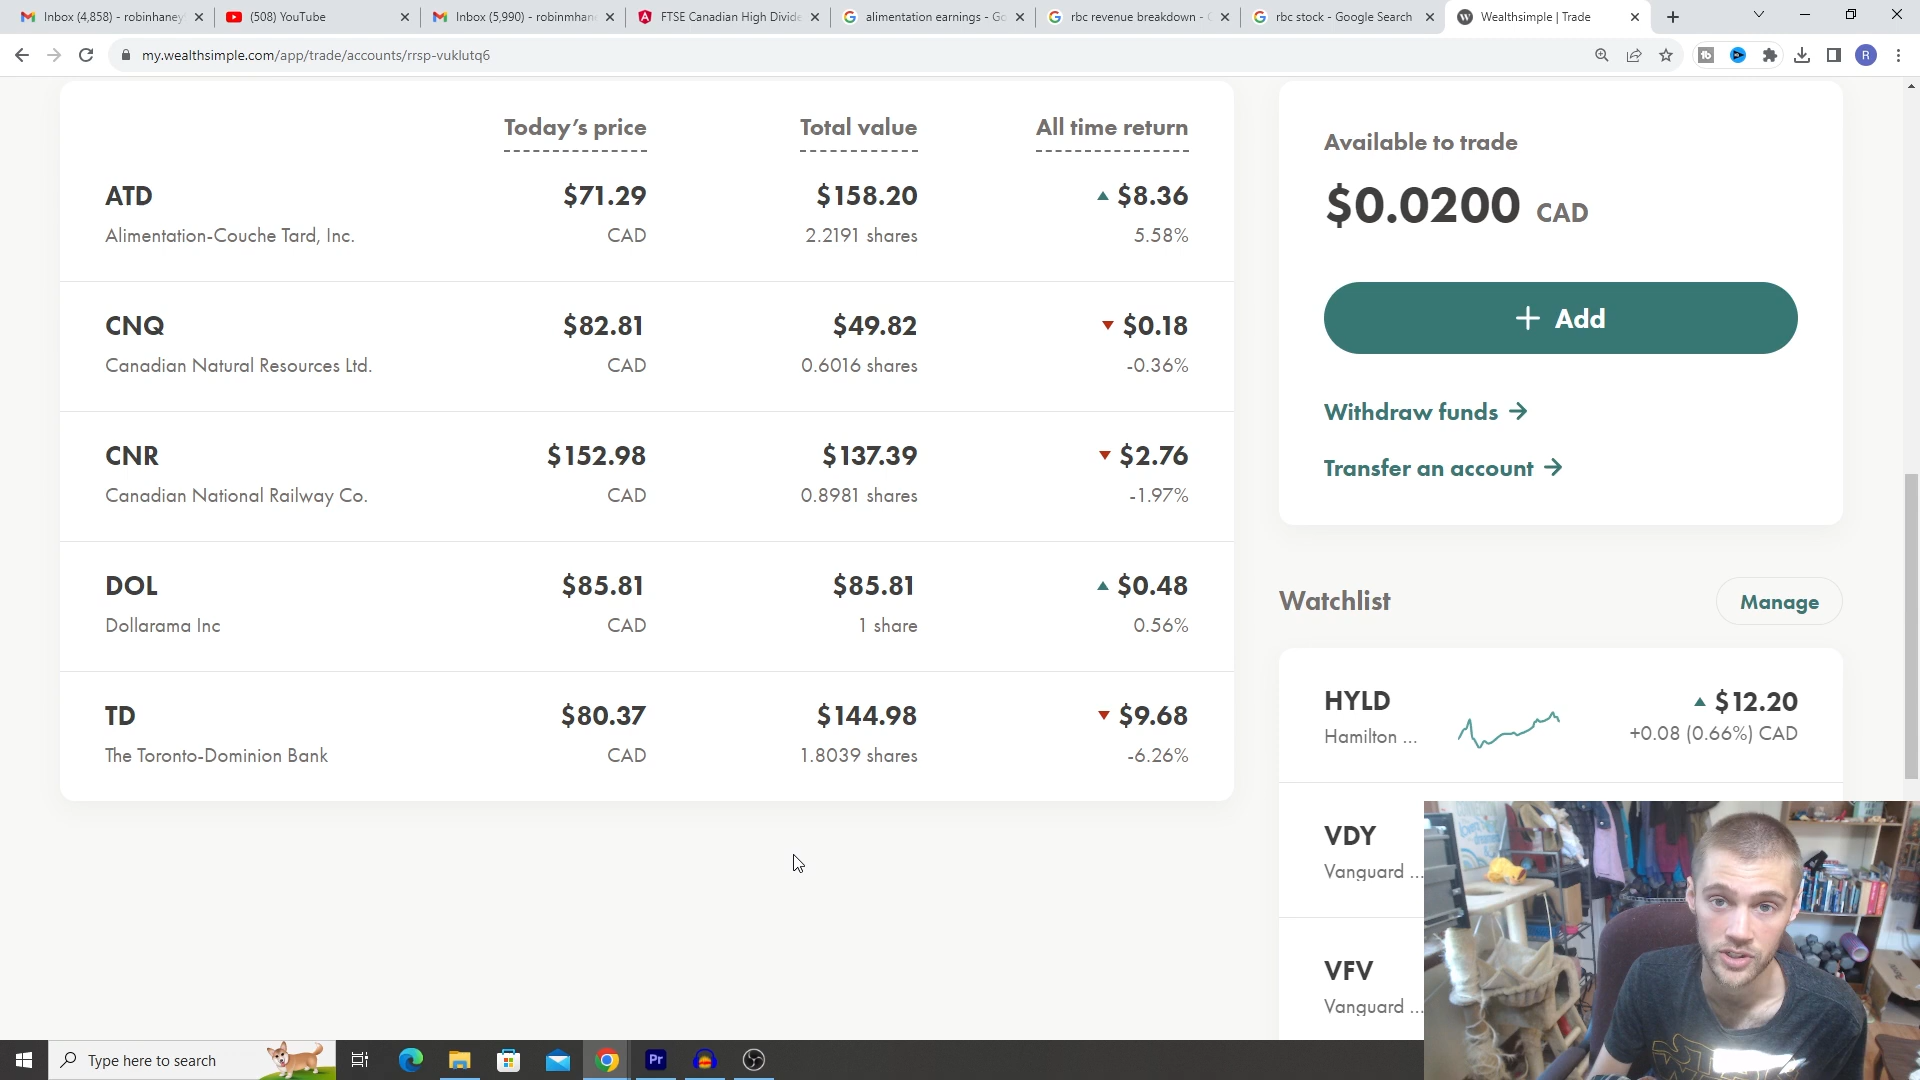 Inbox (4,858) - robinhaney
(508) YouTube
Inbox (5,990) - robinmhan
FTSE Canadian High Divide
alimentation earnings - Go
rbc revenue breakdown -
rbc stock - Google Search
Wealthsimple | Trade
my.wealthsimple.com/app/trade/accounts/rrsp-vuklutq6
R
Today's price Total value All time return
ATD $71.29 $158.20 $8.36
Alimentation-Couche Tard, Inc. CAD 2.2191 shares 5.58%
CNQ $82.81 $49.82 $0.18
Canadian Natural Resources Ltd. CAD 0.6016 shares -0.36%
CNR $152.98 $137.39 $2.76
Canadian National Railway Co. CAD 0.8981 shares -1.97%
DOL $85.81 $85.81 $0.48
Dollarama Inc CAD 1 share 0.56%
TD $80.37 $144.98 $9.68
The Toronto-Dominion Bank CAD 1.8039 shares -6.26%
Available to trade
$0.0200 CAD
+ Add
Withdraw funds →
Transfer an account →
Watchlist Manage
HYLD $12.20
Hamilton ... +0.08 (0.66%) CAD
VDY
Vanguard ...
VFV
Vanguard ...
Type here to search
Pr